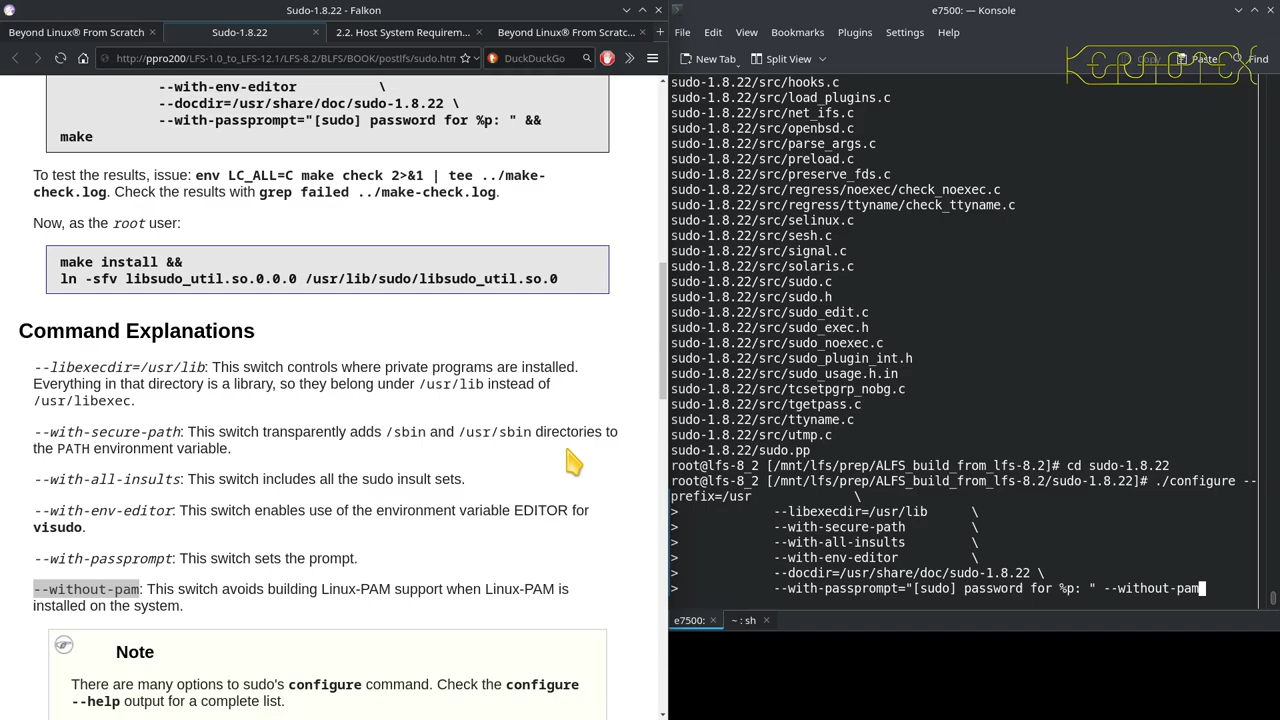 Sudo-1.8.22 — Falkon
Beyond Linux® From Scratch
Sudo-1.8.22
2.2. Host System Requirem…
Beyond Linux® From Scratc…
http://ppro200/LFS-1.0_to_LFS-12.1/LFS-8.2/BLFS/BOOK/postlfs/sudo.htm
DuckDuckGo
--with-env-editor \
--docdir=/usr/share/doc/sudo-1.8.22 \
--with-passprompt="[sudo] password for %p: " &&
make
To test the results, issue: env LC_ALL=C make check 2>&1 | tee ../make-
check.log. Check the results with grep failed ../make-check.log.
Now, as the root user:
make install &&
ln -sfv libsudo_util.so.0.0.0 /usr/lib/sudo/libsudo_util.so.0
Command Explanations
--libexecdir=/usr/lib: This switch controls where private programs are installed.
Everything in that directory is a library, so they belong under /usr/lib instead of
/usr/libexec.
--with-secure-path: This switch transparently adds /sbin and /usr/sbin directories to
the PATH environment variable.
--with-all-insults: This switch includes all the sudo insult sets.
--with-env-editor: This switch enables use of the environment variable EDITOR for
visudo.
--with-passprompt: This switch sets the prompt.
--without-pam: This switch avoids building Linux-PAM support when Linux-PAM is
installed on the system.
Note
There are many options to sudo's configure command. Check the configure
--help output for a complete list.
e7500: — Konsole
File Edit View Bookmarks Plugins Settings Help
New Tab Split View Copy Paste Find
sudo-1.8.22/src/hooks.c
sudo-1.8.22/src/load_plugins.c
sudo-1.8.22/src/net_ifs.c
sudo-1.8.22/src/openbsd.c
sudo-1.8.22/src/parse_args.c
sudo-1.8.22/src/preload.c
sudo-1.8.22/src/preserve_fds.c
sudo-1.8.22/src/regress/noexec/check_noexec.c
sudo-1.8.22/src/regress/ttyname/check_ttyname.c
sudo-1.8.22/src/selinux.c
sudo-1.8.22/src/sesh.c
sudo-1.8.22/src/signal.c
sudo-1.8.22/src/solaris.c
sudo-1.8.22/src/sudo.c
sudo-1.8.22/src/sudo.h
sudo-1.8.22/src/sudo_edit.c
sudo-1.8.22/src/sudo_exec.h
sudo-1.8.22/src/sudo_noexec.c
sudo-1.8.22/src/sudo_plugin_int.h
sudo-1.8.22/src/sudo_usage.h.in
sudo-1.8.22/src/tcsetpgrp_nobg.c
sudo-1.8.22/src/tgetpass.c
sudo-1.8.22/src/ttyname.c
sudo-1.8.22/src/utmp.c
sudo-1.8.22/sudo.pp
root@lfs-8_2 [/mnt/lfs/prep/ALFS_build_from_lfs-8.2]# cd sudo-1.8.22
root@lfs-8_2 [/mnt/lfs/prep/ALFS_build_from_lfs-8.2/sudo-1.8.22]# ./configure --
prefix=/usr \
> --libexecdir=/usr/lib \
> --with-secure-path \
> --with-all-insults \
> --with-env-editor \
> --docdir=/usr/share/doc/sudo-1.8.22 \
> --with-passprompt="[sudo] password for %p: " --without-pam
e7500:
~ : sh